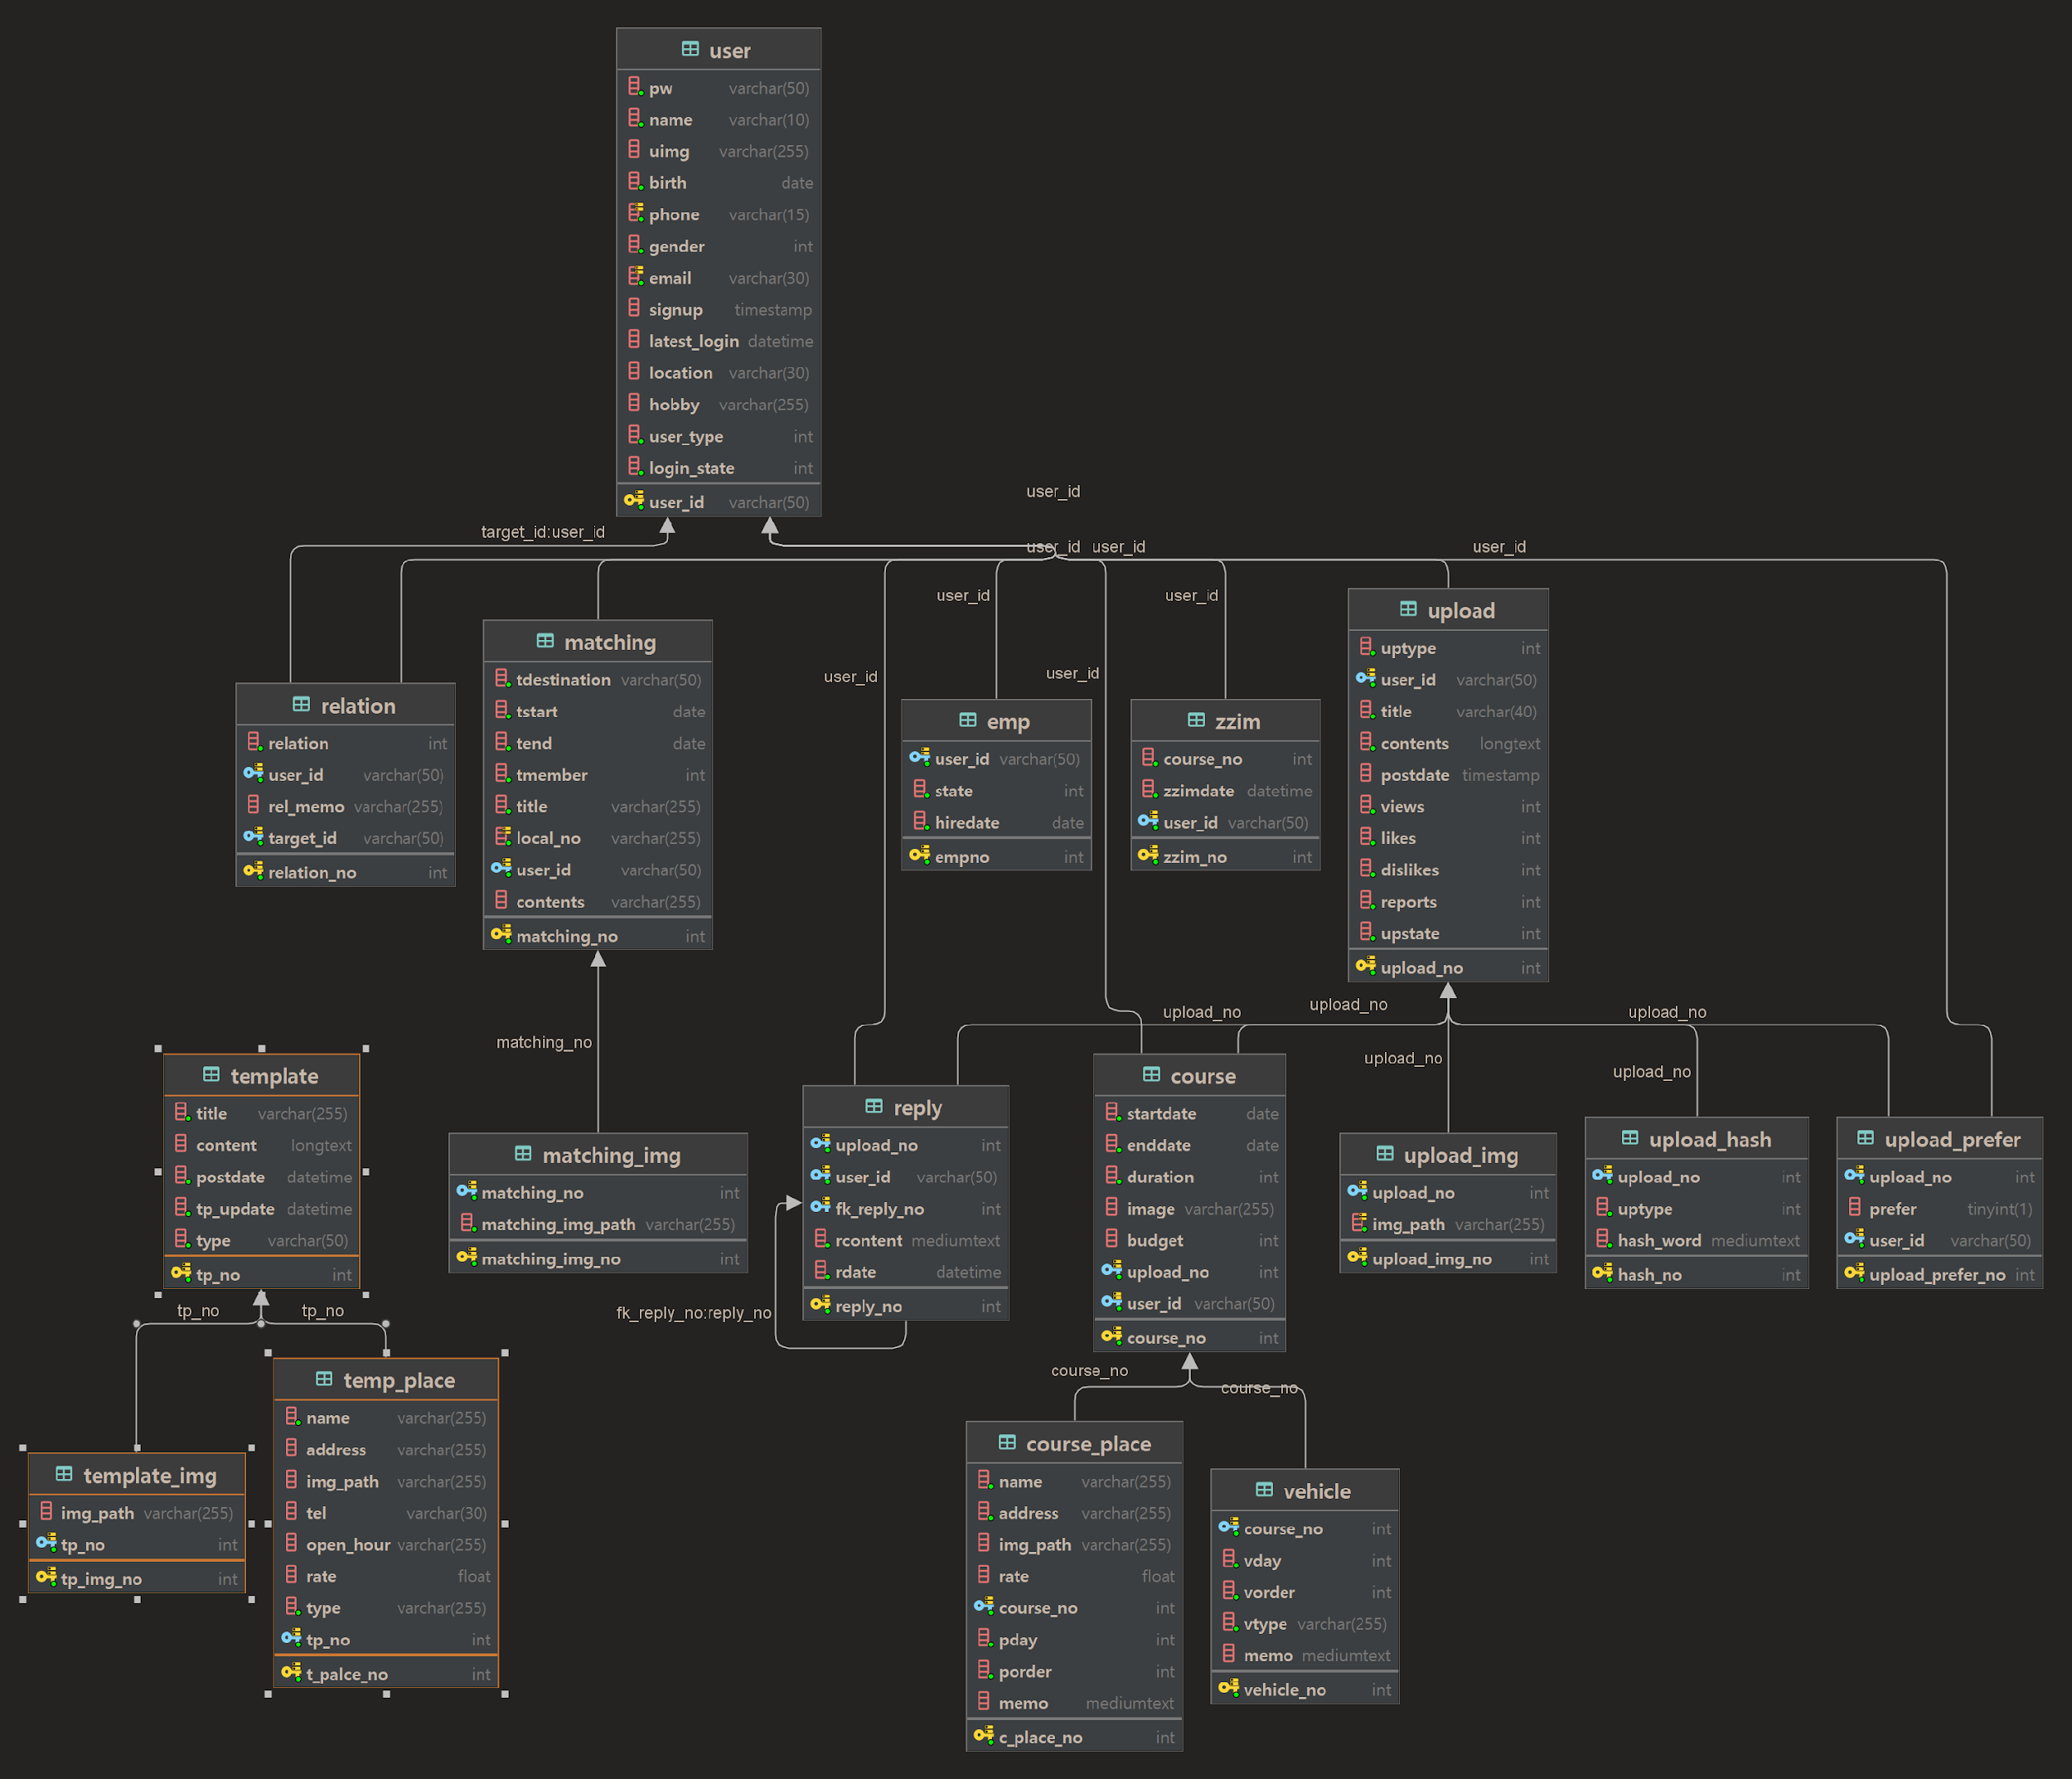 user
pw varchar(50)
name varchar(10)
uimg varchar(255)
birth date
phone varchar(15)
gender int
email varchar(30)
signup timestamp
latest_login datetime
location varchar(30)
hobby varchar(255)
user_type int
login_state int
user_id varchar(50)
user_id
target_id:user_id
user_id
user_id
user_id
user_id
user_id
user_id
user_id
relation
relation int
user_id varchar(50)
rel_memo varchar(255)
target_id varchar(50)
relation_no int
matching
tdestination varchar(50)
tstart date
tend date
tmember int
title varchar(255)
local_no varchar(255)
user_id varchar(50)
contents varchar(255)
matching_no int
emp
user_id varchar(50)
state int
hiredate date
empno int
zzim
course_no int
zzimdate datetime
user_id varchar(50)
zzim_no int
upload
uptype int
user_id varchar(50)
title varchar(40)
contents longtext
postdate timestamp
views int
likes int
dislikes int
reports int
upstate int
upload_no int
matching_no
upload_no
upload_no
upload_no
upload_no
upload_no
template
title varchar(255)
content longtext
postdate datetime
tp_update datetime
type varchar(50)
tp_no int
matching_img
matching_no int
matching_img_path varchar(255)
matching_img_no int
reply
upload_no int
user_id varchar(50)
fk_reply_no int
rcontent mediumtext
rdate datetime
reply_no int
fk_reply_no:reply_no
course
startdate date
enddate date
duration int
image varchar(255)
budget int
upload_no int
user_id varchar(50)
course_no int
upload_img
upload_no int
img_path varchar(255)
upload_img_no int
upload_hash
upload_no int
uptype int
hash_word mediumtext
hash_no int
upload_prefer
upload_no int
prefer tinyint(1)
user_id varchar(50)
upload_prefer_no int
tp_no
tp_no
course_no
course_no
template_img
img_path varchar(255)
tp_no int
tp_img_no int
temp_place
name varchar(255)
address varchar(255)
img_path varchar(255)
tel varchar(30)
open_hour varchar(255)
rate float
type varchar(255)
tp_no int
t_palce_no int
course_place
name varchar(255)
address varchar(255)
img_path varchar(255)
rate float
course_no int
pday int
porder int
memo mediumtext
c_place_no int
vehicle
course_no int
vday int
vorder int
vtype varchar(255)
memo mediumtext
vehicle_no int